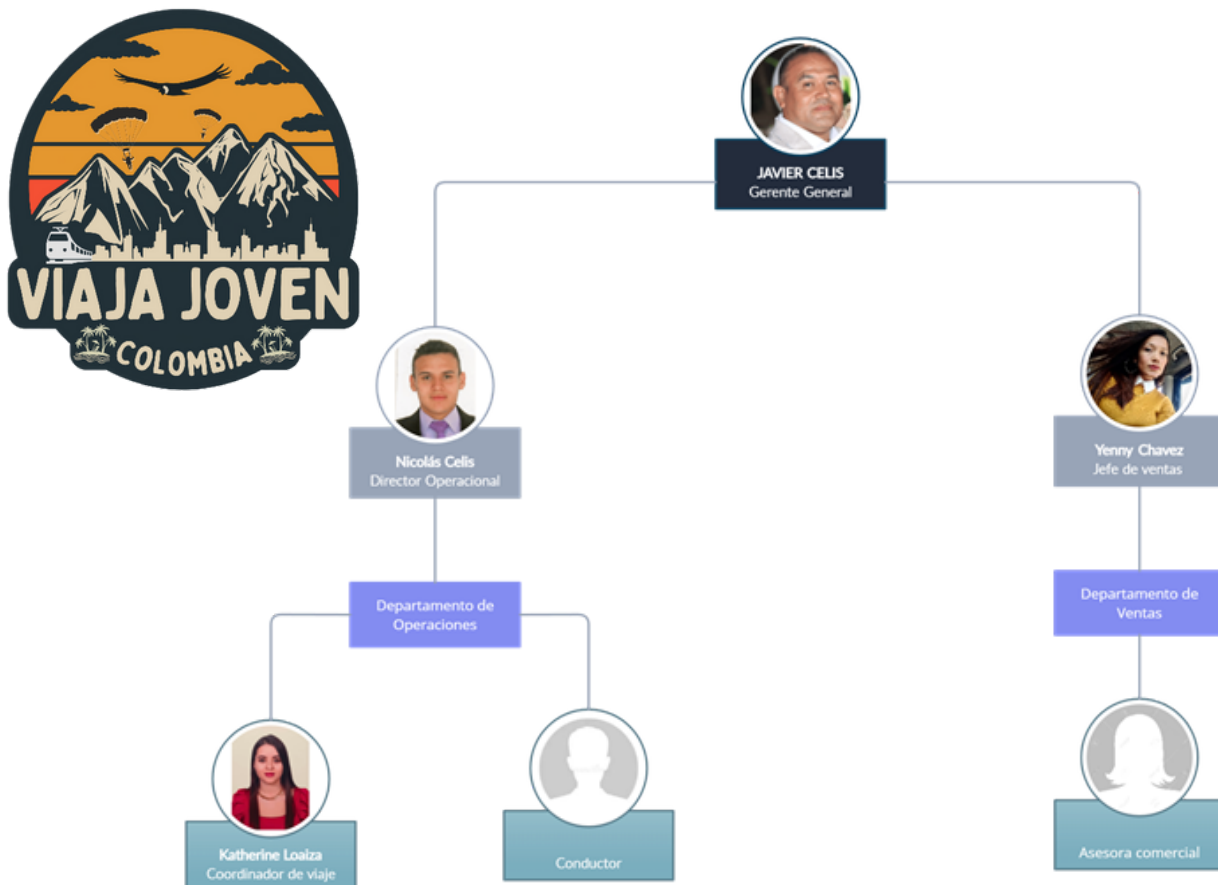 VIAJA JOVEN
COLOMBIA
JAVIER CELIS
Gerente General
Nicolás Celis
Director Operacional
Yenny Chavez
Jefe de ventas
Departamento de
Operaciones
Departamento de
Ventas
Katherine Loaiza
Coordinador de viaje
Conductor
Asesora comercial